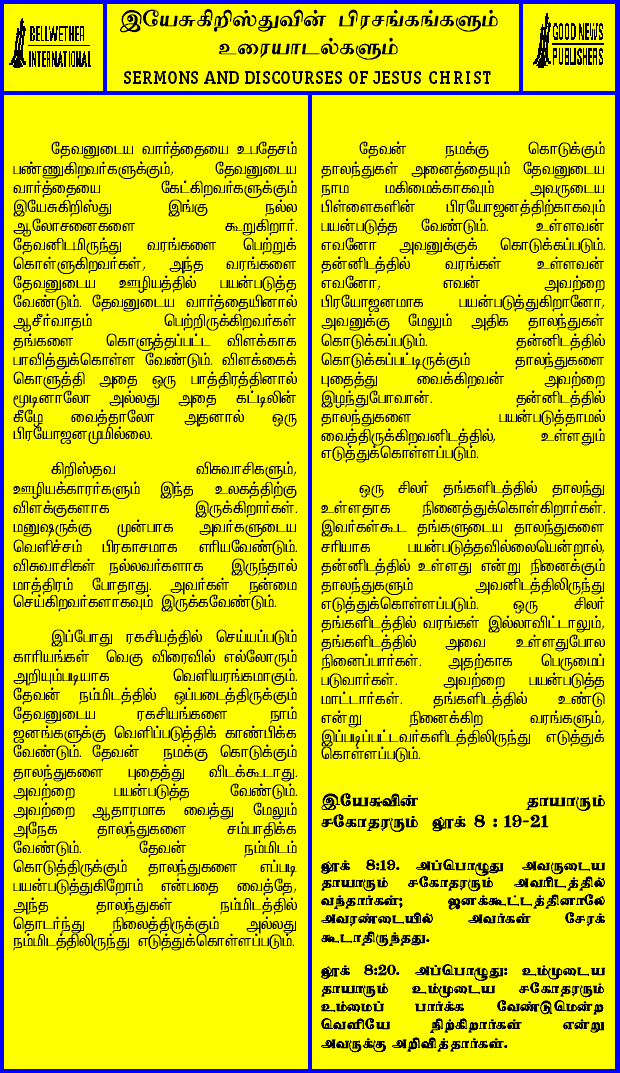 BELLWETHER
INTERNATIONAL
இயேசுகிறிஸ்துவின் பிரசங்கங்களும்
உரையாடல்களும்
SERMONS AND DISCOURSES OF JESUS CHRIST
GOOD NEWS
PUBLISHERS
தேவனுடைய வார்த்தையை உபதேசம்
பண்ணுகிறவர்களுக்கும், தேவனுடைய
வார்த்தையை கேட்கிறவர்களுக்கும்
இயேசுகிறிஸ்து இங்கு நல்ல
ஆலோசனைகளை கூறுகிறார்.
தேவனிடமிருந்து வரங்களை பெற்றுக்
கொள்ளுகிறவர்கள், அந்த வரங்களை
தேவனுடைய ஊழியத்தில் பயன்படுத்த
வேண்டும். தேவனுடைய வார்த்தையினால்
ஆசீர்வாதம் பெற்றிருக்கிறவர்கள்
தங்களை கொளுத்தப்பட்ட விளக்காக
பாவித்துக்கொள்ள வேண்டும். விளக்கைக்
கொளுத்தி அதை ஒரு பாத்திரத்தினால்
மூடினாலோ அல்லது அதை கட்டிலின்
கீழே வைத்தாலோ அதனால் ஒரு
பிரயோஜனமுமில்லை.
கிறிஸ்தவ விசுவாசிகளும்,
ஊழியக்காரர்களும் இந்த உலகத்திற்கு
விளக்குகளாக இருக்கிறார்கள்.
மனுஷருக்கு முன்பாக அவர்களுடைய
வெளிச்சம் பிரகாசமாக எரியவேண்டும்.
விசுவாசிகள் நல்லவர்களாக இருந்தால்
மாத்திரம் போதாது. அவர்கள் நன்மை
செய்கிறவர்களாகவும் இருக்கவேண்டும்.
இப்போது ரகசியத்தில் செய்யப்படும்
காரியங்கள் வெகு விரைவில் எல்லோரும்
அறியும்படியாக வெளியரங்கமாகும்.
தேவன் நம்மிடத்தில் ஒப்படைத்திருக்கும்
தேவனுடைய ரகசியங்களை நாம்
ஜனங்களுக்கு வெளிப்படுத்திக் காண்பிக்க
வேண்டும். தேவன் நமக்கு கொடுக்கும்
தாலந்துகளை புதைத்து விடக்கூடாது.
அவற்றை பயன்படுத்த வேண்டும்.
அவற்றை ஆதாரமாக வைத்து மேலும்
அநேக தாலந்துகளை சம்பாதிக்க
வேண்டும். தேவன் நம்மிடம்
கொடுத்திருக்கும் தாலந்துகளை எப்படி
பயன்படுத்துகிறோம் என்பதை வைத்தே,
அந்த தாலந்துகள் நம்மிடத்தில்
தொடர்ந்து நிலைத்திருக்கும் அல்லது
நம்மிடத்திலிருந்து எடுத்துக்கொள்ளப்படும்.
தேவன் நமக்கு கொடுக்கும்
தாலந்துகள் அனைத்தையும் தேவனுடைய
நாம மகிமைக்காகவும் அவருடைய
பிள்ளைகளின் பிரயோஜனத்திற்காகவும்
பயன்படுத்த வேண்டும். உள்ளவன்
எவனோ அவனுக்குக் கொடுக்கப்படும்.
தன்னிடத்தில் வரங்கள் உள்ளவன்
எவனோ, எவன் அவற்றை
பிரயோஜனமாக பயன்படுத்துகிறானோ,
அவனுக்கு மேலும் அதிக தாலந்துகள்
கொடுக்கப்படும். தன்னிடத்தில்
கொடுக்கப்பட்டிருக்கும் தாலந்துகளை
புதைத்து வைக்கிறவன் அவற்றை
இழந்துபோவான். தன்னிடத்தில்
தாலந்துகளை பயன்படுத்தாமல்
வைத்திருக்கிறவனிடத்தில், உள்ளதும்
எடுத்துக்கொள்ளப்படும்.
ஒரு சிலர் தங்களிடத்தில் தாலந்து
உள்ளதாக நினைத்துக்கொள்கிறார்கள்.
இவர்கள்கூட தங்களுடைய தாலந்துகளை
சரியாக பயன்படுத்தவில்லையென்றால்,
தன்னிடத்தில் உள்ளது என்று நினைக்கும்
தாலந்துகளும் அவனிடத்திலிருந்து
எடுத்துக்கொள்ளப்படும். ஒரு சிலர்
தங்களிடத்தில் வரங்கள் இல்லாவிட்டாலும்,
தங்களிடத்தில் அவை உள்ளதுபோல
நினைப்பார்கள். அதற்காக பெருமைப்
படுவார்கள். அவற்றை பயன்படுத்த
மாட்டார்கள். தங்களிடத்தில் உண்டு
என்று நினைக்கிற வரங்களும்,
இப்படிப்பட்டவர்களிடத்திலிருந்து எடுத்துக்
கொள்ளப்படும்.
இயேசுவின் தாயாரும்
சகோதரரும் லூக் 8 : 19-21
லூக் 8:19. அப்பொழுது அவருடைய
தாயாரும் சகோதரரும் அவரிடத்தில்
வந்தார்கள்; ஜனக்கூட்டத்தினாலே
அவரண்டையில் அவர்கள் சேரக்
கூடாதிருந்தது.
லூக் 8:20. அப்பொழுது: உம்முடைய
தாயாரும் உம்முடைய சகோதரரும்
உம்மைப் பார்க்க வேண்டுமென்று
வெளியே நிற்கிறார்கள் என்று
அவருக்கு அறிவித்தார்கள்.